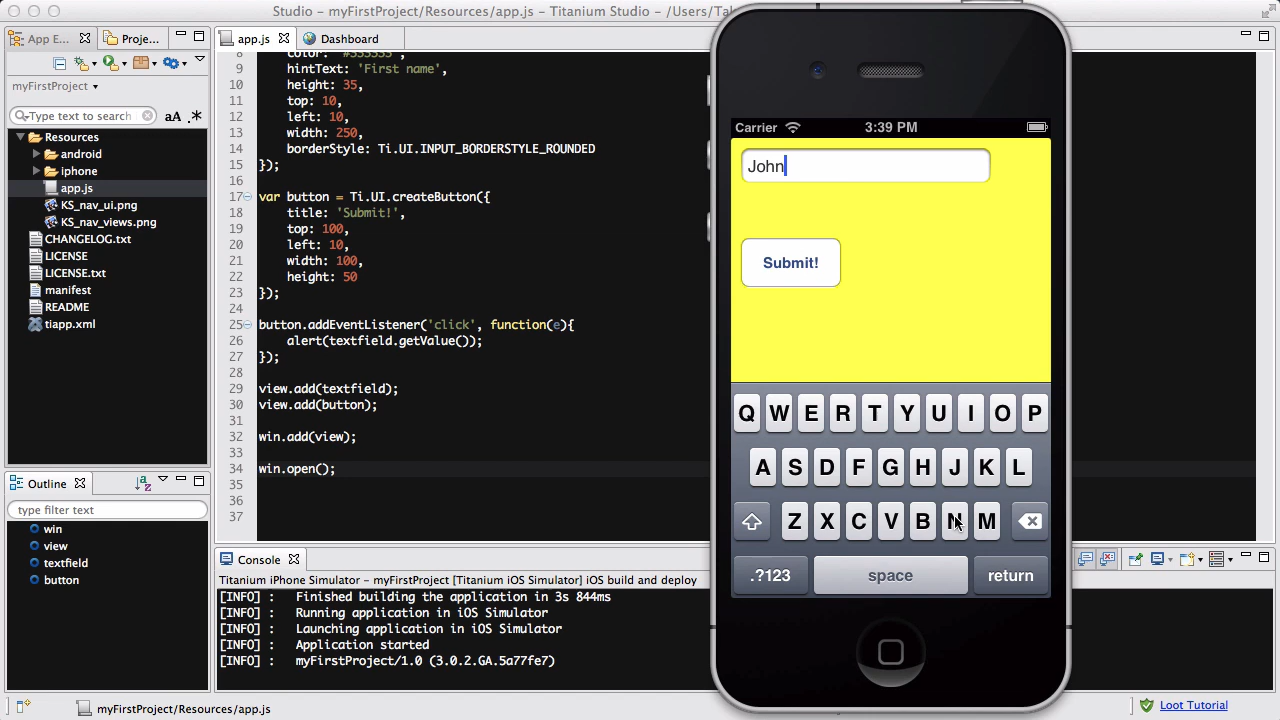 Studio – myFirstProject/Resources/app.js – Titanium Studio – /Users/Tal
App E...
Proje...
myFirstProject
Type text to search
aA .*
Resources
android
iphone
app.js
KS_nav_ui.png
KS_nav_views.png
CHANGELOG.txt
LICENSE
LICENSE.txt
manifest
README
tiapp.xml
Outline
type filter text
win
view
textfield
button
app.js
Dashboard
8 color: "#333333",
9 hintText: 'First name',
10 height: 35,
11 top: 10,
12 left: 10,
13 width: 250,
14 borderStyle: Ti.UI.INPUT_BORDERSTYLE_ROUNDED
15 });
16
17 var button = Ti.UI.createButton({
18 title: 'Submit!',
19 top: 100,
20 left: 10,
21 width: 100,
22 height: 50
23 });
24
25 button.addEventListener('click', function(e){
26 alert(textfield.getValue());
27 });
28
29 view.add(textfield);
30 view.add(button);
31
32 win.add(view);
33
34 win.open();
35
36
37
Console
Titanium iPhone Simulator – myFirstProject [Titanium iOS Simulator] iOS build and deploy
[INFO] : Finished building the application in 3s 844ms
[INFO] : Running application in iOS Simulator
[INFO] : Launching application in iOS Simulator
[INFO] : Application started
[INFO] : myFirstProject/1.0 (3.0.2.GA.5a77fe7)
Carrier 3:39 PM
John
Submit!
Q W E R T Y U I O P
A S D F G H J K L
Z X C V B N M
.?123 space return
myFirstProject/Resources/app.js
Loot Tutorial